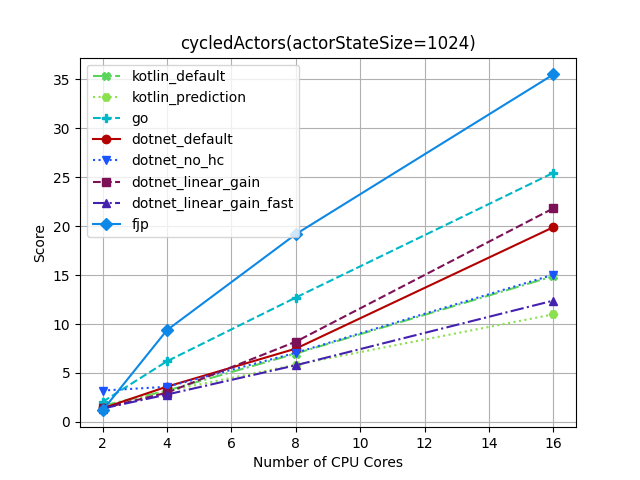 cycledActors(actorStateSize=1024)
kotlin_default
kotlin_prediction
go
dotnet_default
dotnet_no_hc
dotnet_linear_gain
dotnet_linear_gain_fast
fjp
35
30
25
20
15
10
5
0
Score
2 4 6 8 10 12 14 16
Number of CPU Cores